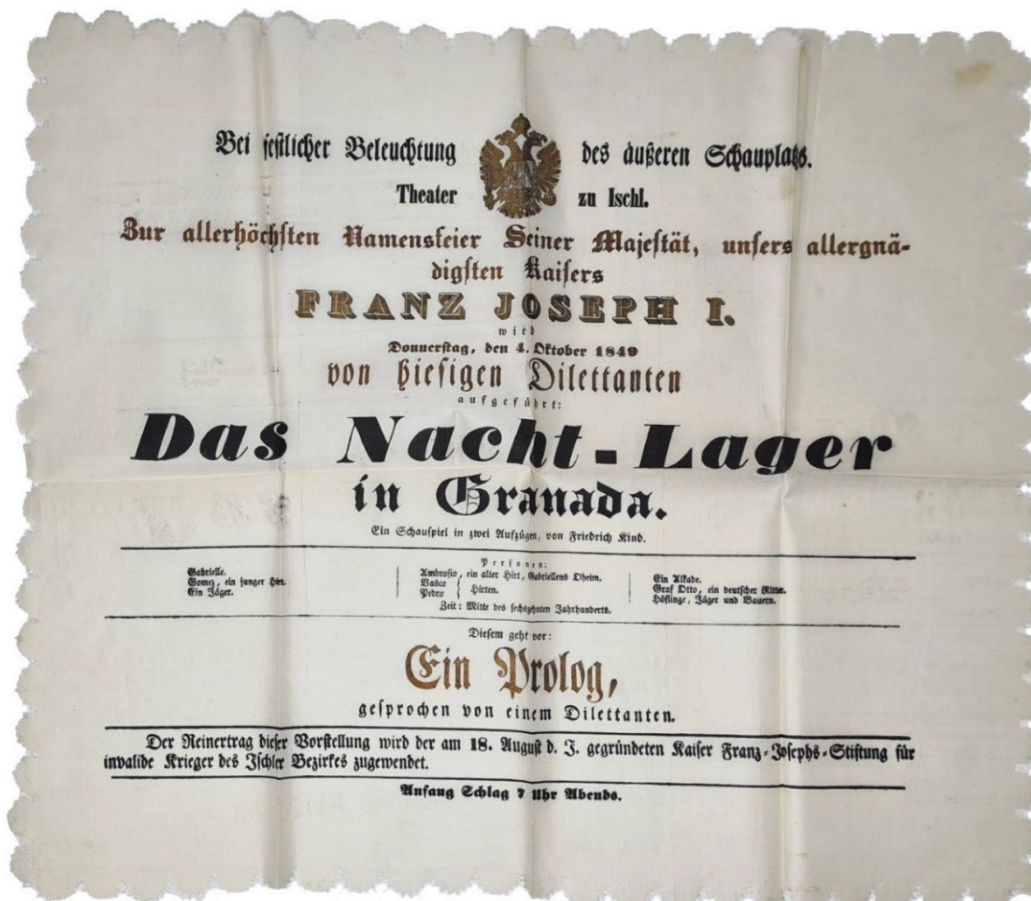 Bei festlicher Beleuchtung des äußeren Schauplatzes.
Theater zu Ischl.
Zur allerhöchsten Namensfeier Seiner Majestät, unsers allergnä-
digsten Kaisers
FRANZ JOSEPH I.
wird
Donnerstag, den 4. Oktober 1849
von hiesigen Dilettanten
aufgeführt:
Das Nacht-Lager
in Granada.
Ein Schauspiel in zwei Aufzügen, von Friedrich Kind.
Personen:
Gabrielle.
Gomez, ein junger Hirt.
Ein Jäger.
Ambrosio, ein alter Hirt, Gabriellens Oheim.
Vasco
Pedro } Hirten.
Ein Alkade.
Graf Otto, ein deutscher Ritter.
Höflinge, Jäger und Bauern.
Zeit: Mitte des sechszehnten Jahrhunderts.
Diesem geht vor:
Ein Prolog,
gesprochen von einem Dilettanten.
Der Reinertrag dieser Vorstellung wird der am 18. August d. J. gegründeten Kaiser Franz-Josephs-Stiftung für
invalide Krieger des Ischler Bezirkes zugewendet.
Anfang Schlag 7 Uhr Abends.